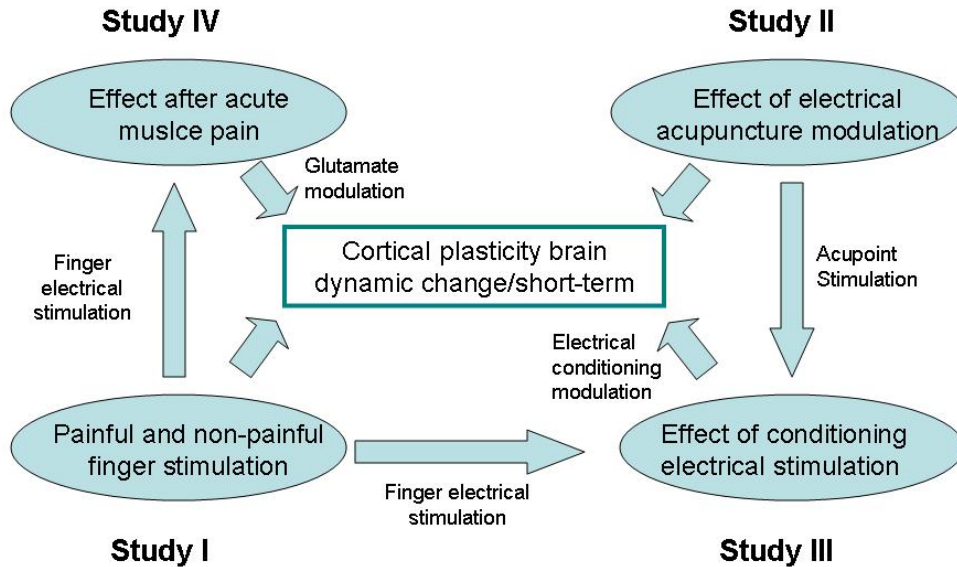 Study IV
Study II
Effect after acute
muslce pain
Effect of electrical
acupuncture modulation
Glutamate
modulation
Finger
electrical
stimulation
Cortical plasticity brain
dynamic change/short-term
Acupoint
Stimulation
Electrical
conditioning
modulation
Painful and non-painful
finger stimulation
Effect of conditioning
electrical stimulation
Finger electrical
stimulation
Study I
Study III